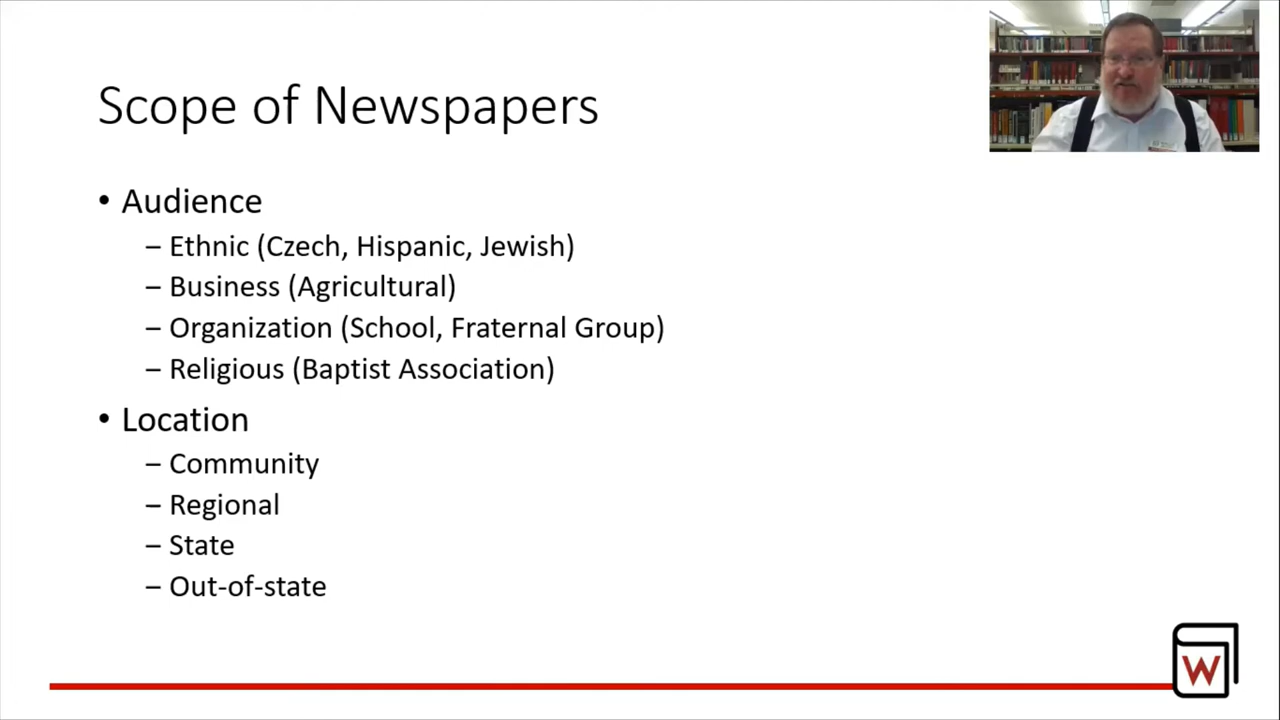 Scope of Newspapers
• Audience
– Ethnic (Czech, Hispanic, Jewish)
– Business (Agricultural)
– Organization (School, Fraternal Group)
– Religious (Baptist Association)
• Location
– Community
– Regional
– State
– Out-of-state
W